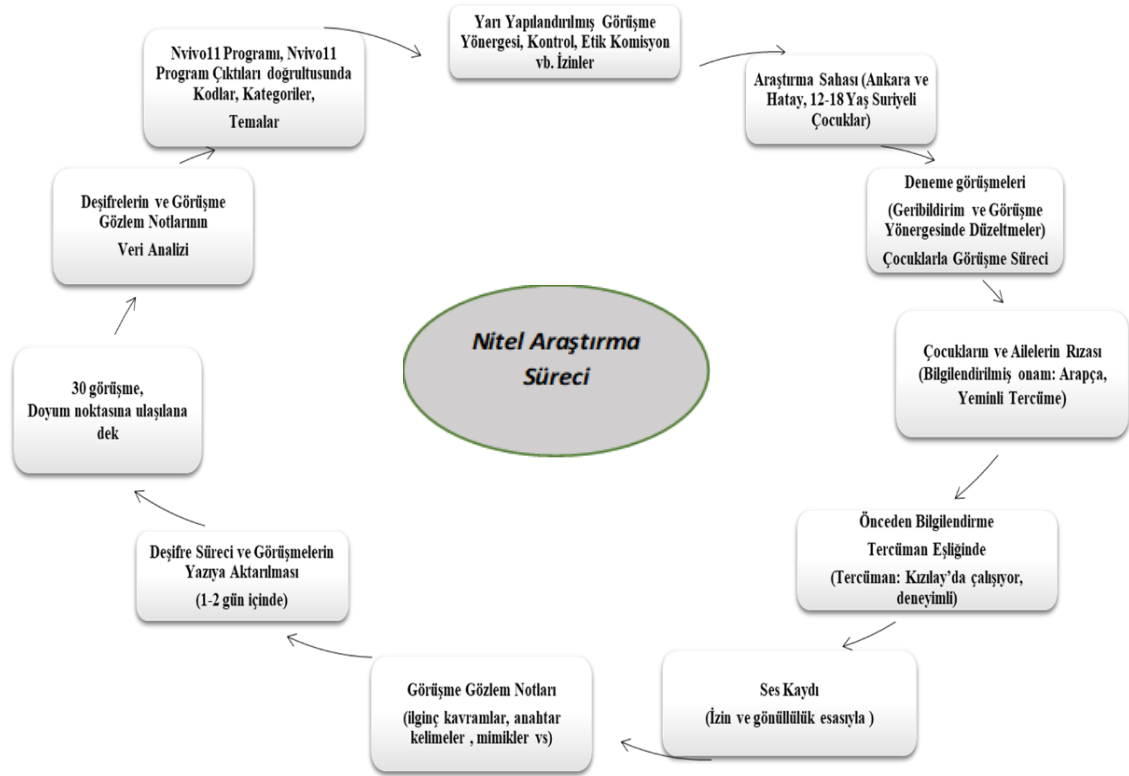 Yarı Yapılandırılmış Görüşme
Yönergesi, Kontrol, Etik Komisyon
vb. İzinler
Araştırma Sahası (Ankara ve
Hatay, 12-18 Yaş Suriyeli
Çocuklar)
Deneme görüşmeleri
(Geribildirim ve Görüşme
Yönergesinde Düzeltmeler)
Çocuklarla Görüşme Süreci
Çocukların ve Ailelerin Rızası
(Bilgilendirilmiş onam: Arapça,
Yeminli Tercüme)
Önceden Bilgilendirme
Tercüman Eşliğinde
(Tercüman: Kızılay’da çalışıyor,
deneyimli)
Ses Kaydı
(İzin ve gönüllülük esasıyla )
Görüşme Gözlem Notları
(ilginç kavramlar, anahtar
kelimeler , mimikler vs)
Deşifre Süreci ve Görüşmelerin
Yazıya Aktarılması
(1-2 gün içinde)
30 görüşme,
Doyum noktasına ulaşılana
dek
Deşifrelerin ve Görüşme
Gözlem Notlarının
Veri Analizi
Nvivo11 Programı, Nvivo11
Program Çıktıları doğrultusunda
Kodlar, Kategoriler,
Temalar
Nitel Araştırma
Süreci